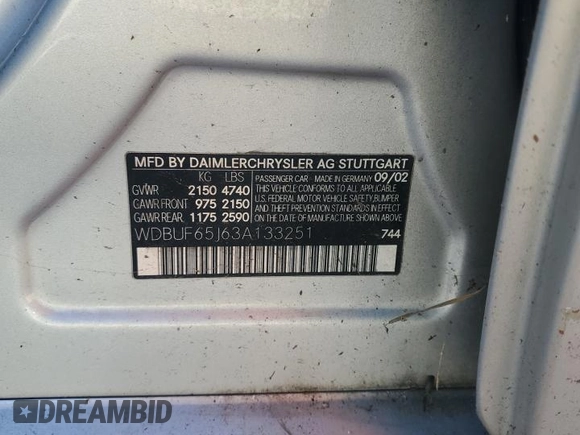 MFD BY DAIMLERCHRYSLER AG STUTTGART
KG LBS
GVWR 2150 4740
GAWR FRONT 975 2150
GAWR REAR 1175 2590
PASSENGER CAR - MADE IN GERMANY 09/02
THIS VEHICLE CONFORMS TO ALL APPLICABLE
FEDERAL MOTOR VEHICLE SAFETY, BUMPER
AND THEFT PREVENTION STANDARDS IN EFFECT
ON THE DATE OF MANUFACTURE SHOWN ABOVE
WDBUF65J63A133251 744
DREAMBID